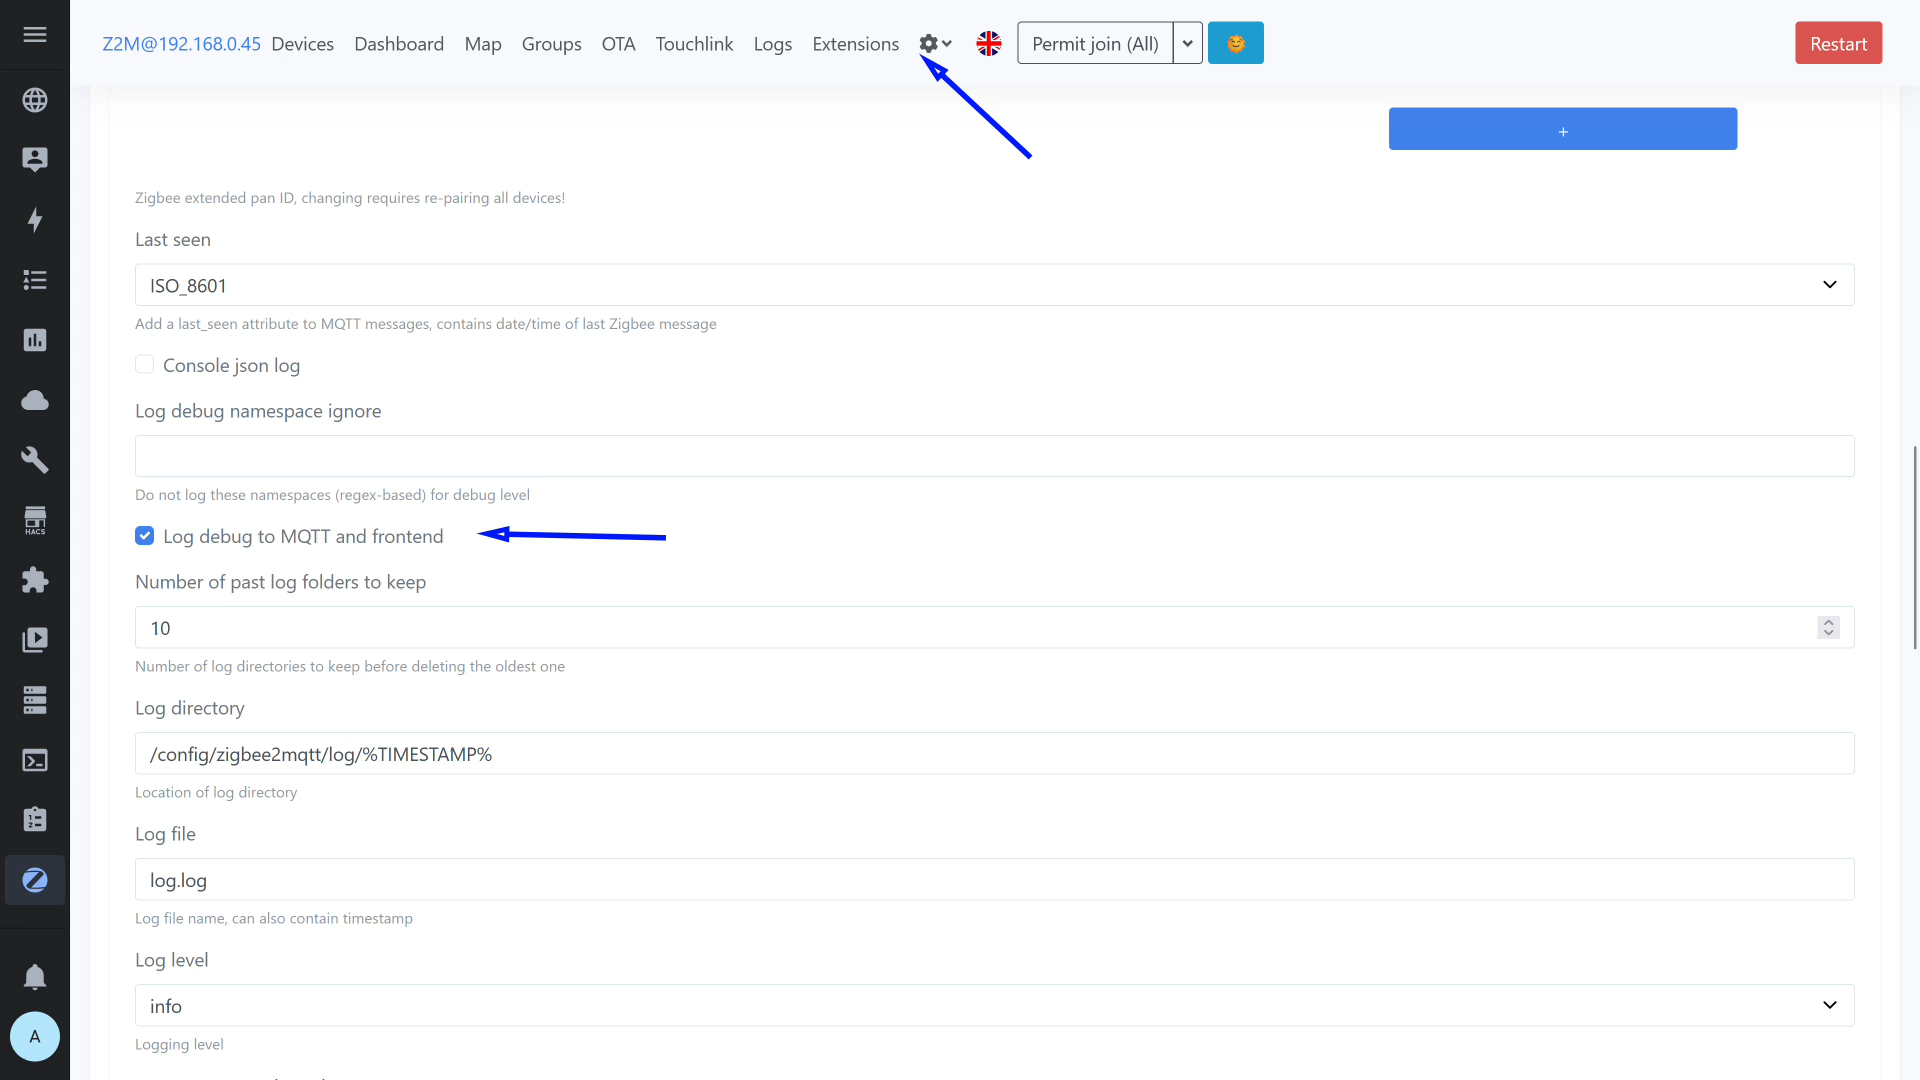 Z2M@192.168.0.45 Devices Dashboard Map Groups OTA Touchlink Logs Extensions Permit join (All) Restart
+
Zigbee extended pan ID, changing requires re-pairing all devices!
Last seen
ISO_8601
Add a last_seen attribute to MQTT messages, contains date/time of last Zigbee message
Console json log
Log debug namespace ignore
Do not log these namespaces (regex-based) for debug level
HACS
Log debug to MQTT and frontend
Number of past log folders to keep
10
Number of log directories to keep before deleting the oldest one
Log directory
/config/zigbee2mqtt/log/%TIMESTAMP%
Location of log directory
Log file
log.log
Log file name, can also contain timestamp
Log level
info
A
Logging level